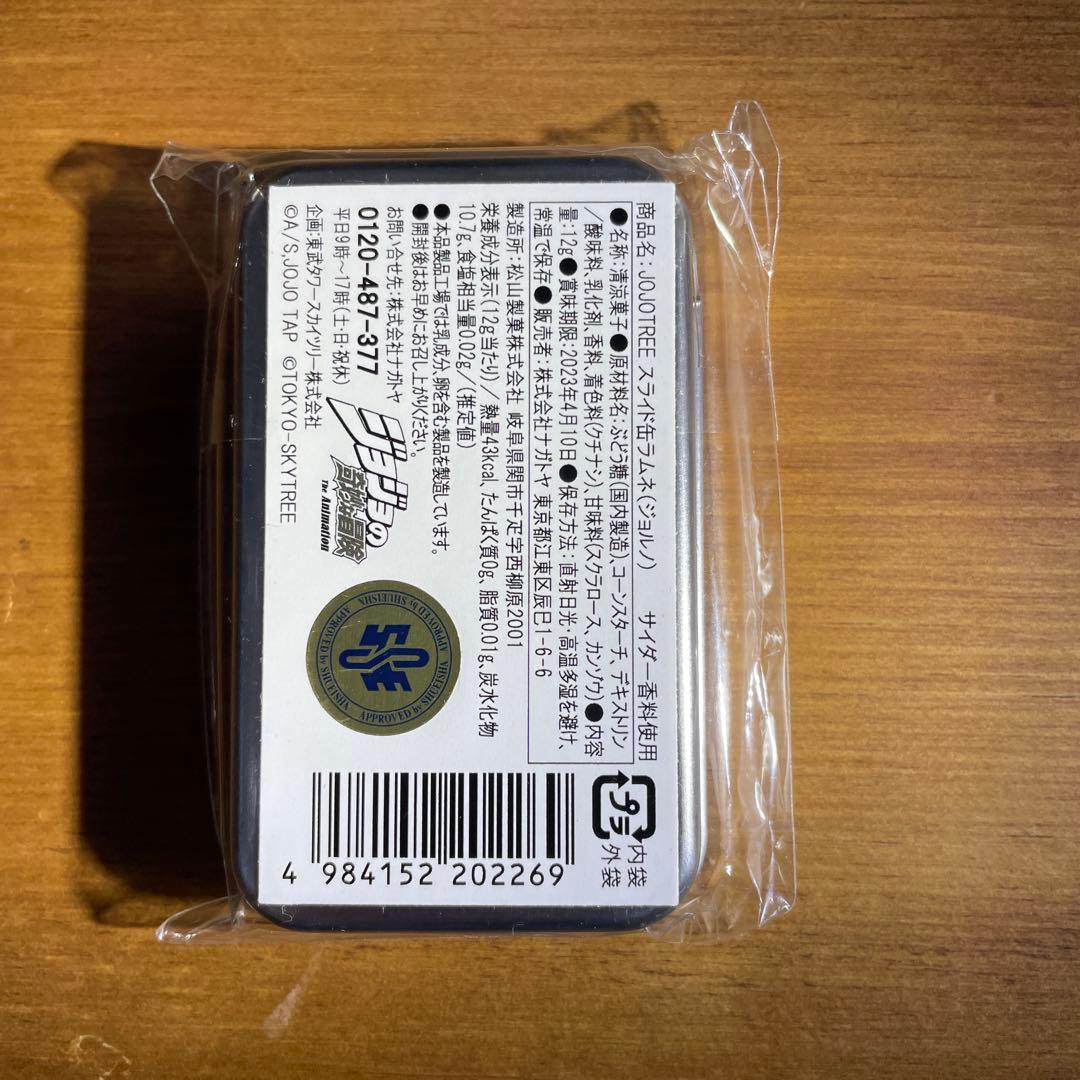 商品名:JOJOTREE スライド缶ラムネ(ジョルノ) サイダー香料使用
●名称:清涼菓子●原材料名:ぶどう糖(国内製造)、コーンスターチ、デキストリン
/酸味料、乳化剤、香料、着色料(クチナシ)、甘味料(スクラロース、カンゾウ)●内容
量:12g●賞味期限:2023年4月10日●保存方法:直射日光、高温多湿を避け、
常温で保存●販売者:株式会社ナガトヤ 東京都江東区辰巳1-6-6
製造所:松山製菓株式会社 岐阜県関市千疋字西柳原2001
栄養成分表示(12g当たり)/熱量43kcal、たんぱく質0g、脂質0.01g、炭水化物
10.7g、食塩相当量0.02g/(推定値)
●本品製品工場では乳成分、卵を含む製品を製造しています。
●開封後はお早めにお召し上がりください。
お問い合せ先:株式会社ナガトヤ
0120-487-377
平日9時~17時(土・日・祝休)
ジョジョの
奇妙な冒険
The Animation
企画:東武タワースカイツリー株式会社
©A/S,JOJO TAP ©TOKYO-SKYTREE
APPROVED by SHUEISHA
APPROVED by SHUEISHA
APPROVED by SHUEISHA
プラ
内袋
外袋
4 984152 202269